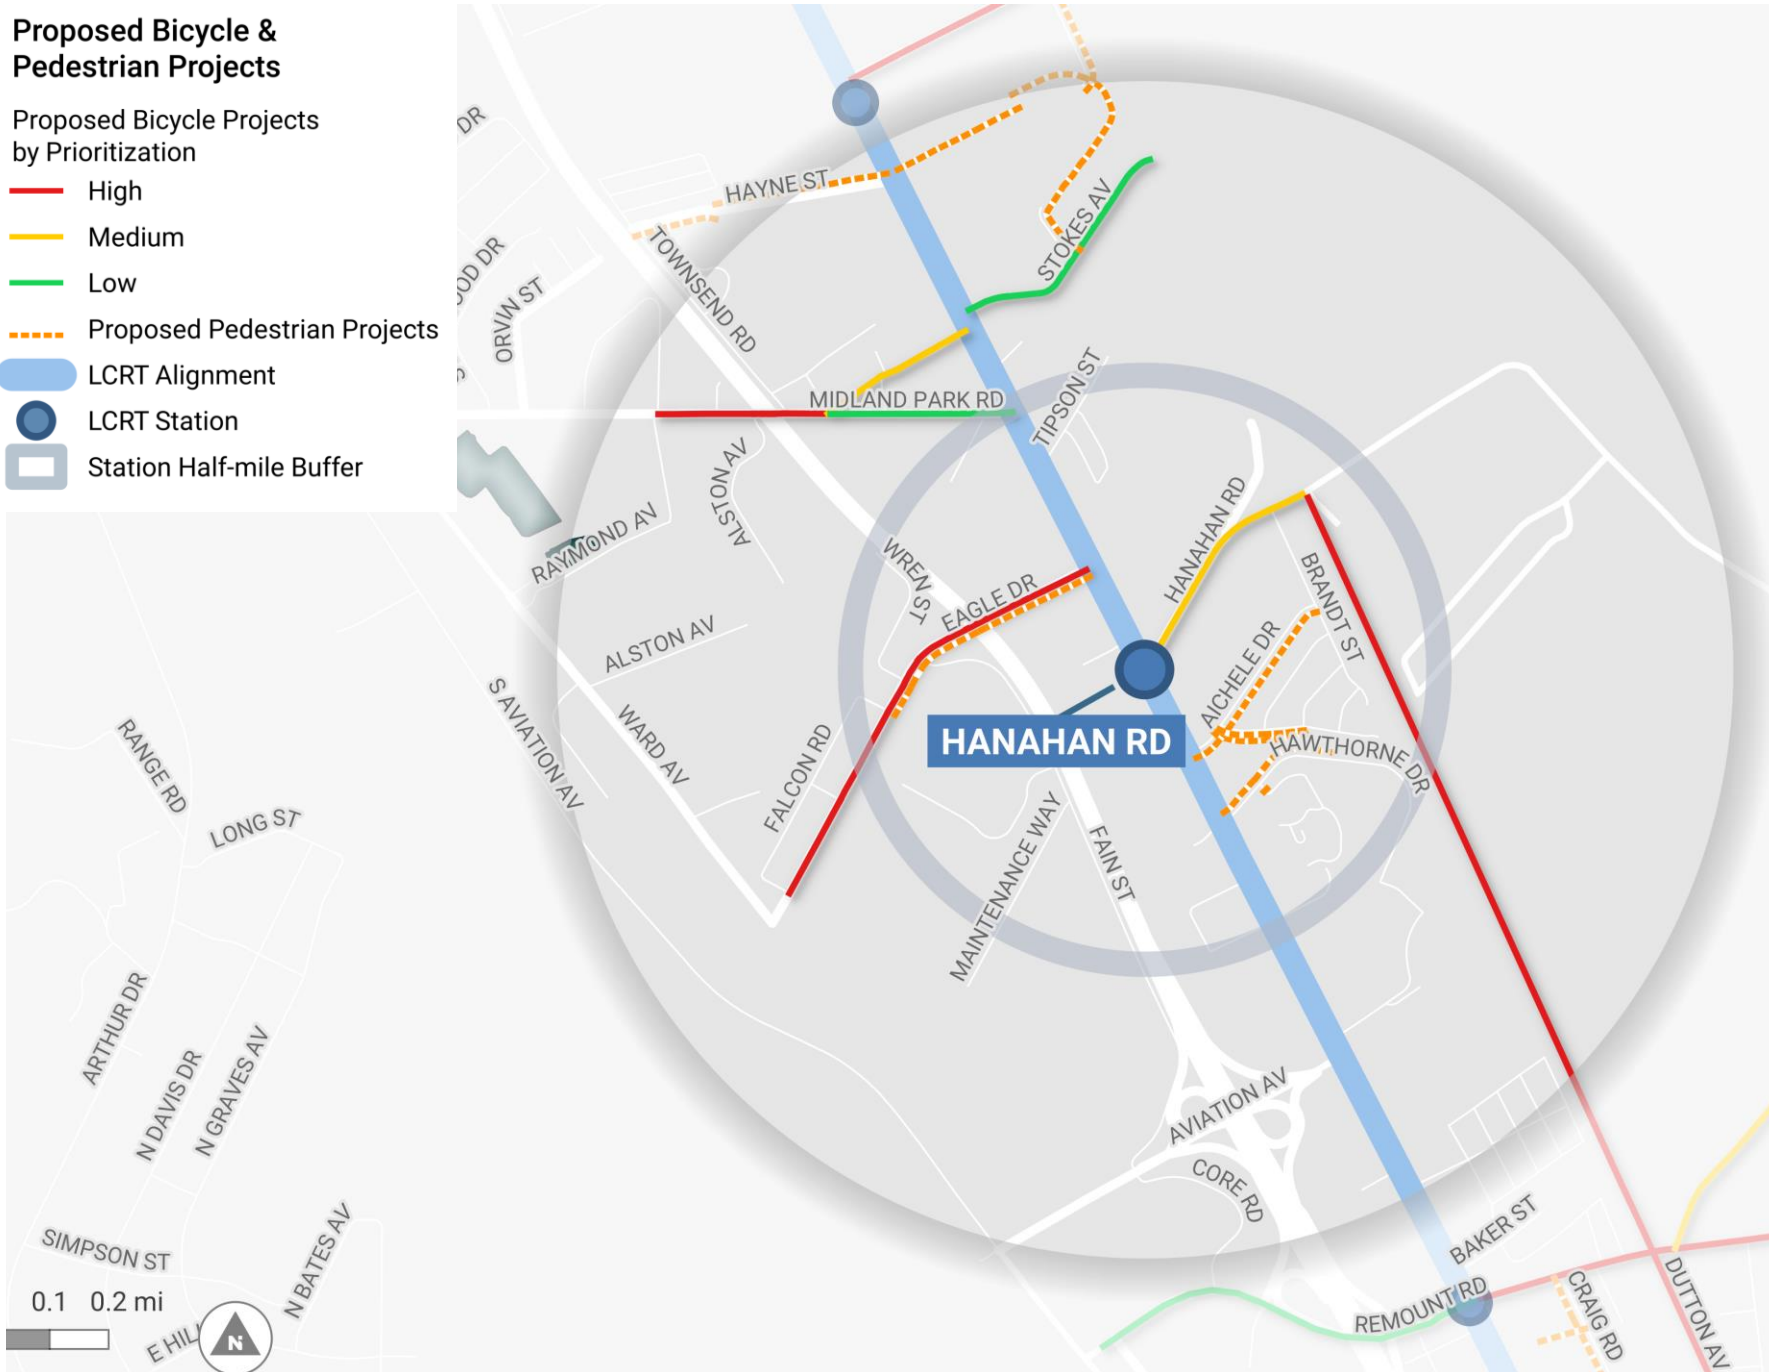 Proposed Bicycle &
Pedestrian Projects
Proposed Bicycle Projects
by Prioritization
High
Medium
Low
Proposed Pedestrian Projects
LCRT Alignment
LCRT Station
Station Half-mile Buffer
DR
HAYNE ST
STOKES AV
OOD DR
ORVIN ST
TOWNSEND RD
TIPSON ST
MIDLAND PARK RD
ALSTON AV
RAYMOND AV
HANAHAN RD
WREN ST
EAGLE DR
BRANDT ST
ALSTON AV
AICHELE DR
S AVIATION AV
WARD AV
FALCON RD
HANAHAN RD
HAWTHORNE DR
RANGE RD
LONG ST
MAINTENANCE WAY
FAIN ST
ARTHUR DR
N DAVIS DR
N GRAVES AV
AVIATION AV
CORE RD
BAKER ST
SIMPSON ST
N BATES AV
REMOUNT RD
CRAIG RD
DUTTON AV
0.1 0.2 mi
E HILL
N